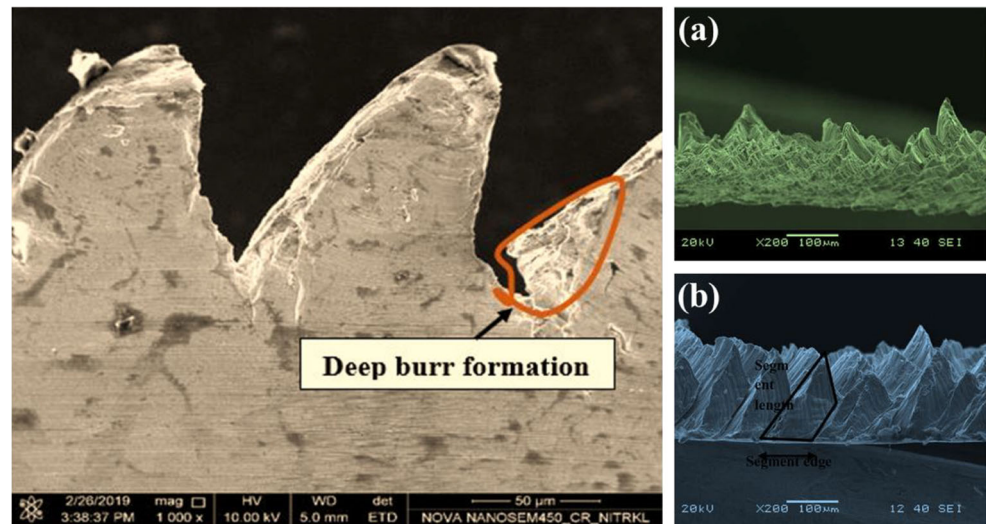 Deep burr formation
2/26/2019 mag HV WD det 50 µm
3:38:37 PM 1 000 x 10.00 kV 5.0 mm ETD NOVA NANOSEM450_CR_NITRKL
(a)
20kV X200 100µm 13 40 SEI
(b)
Segm
ent
length
Segment edge
20kV X200 100µm 12 40 SEI